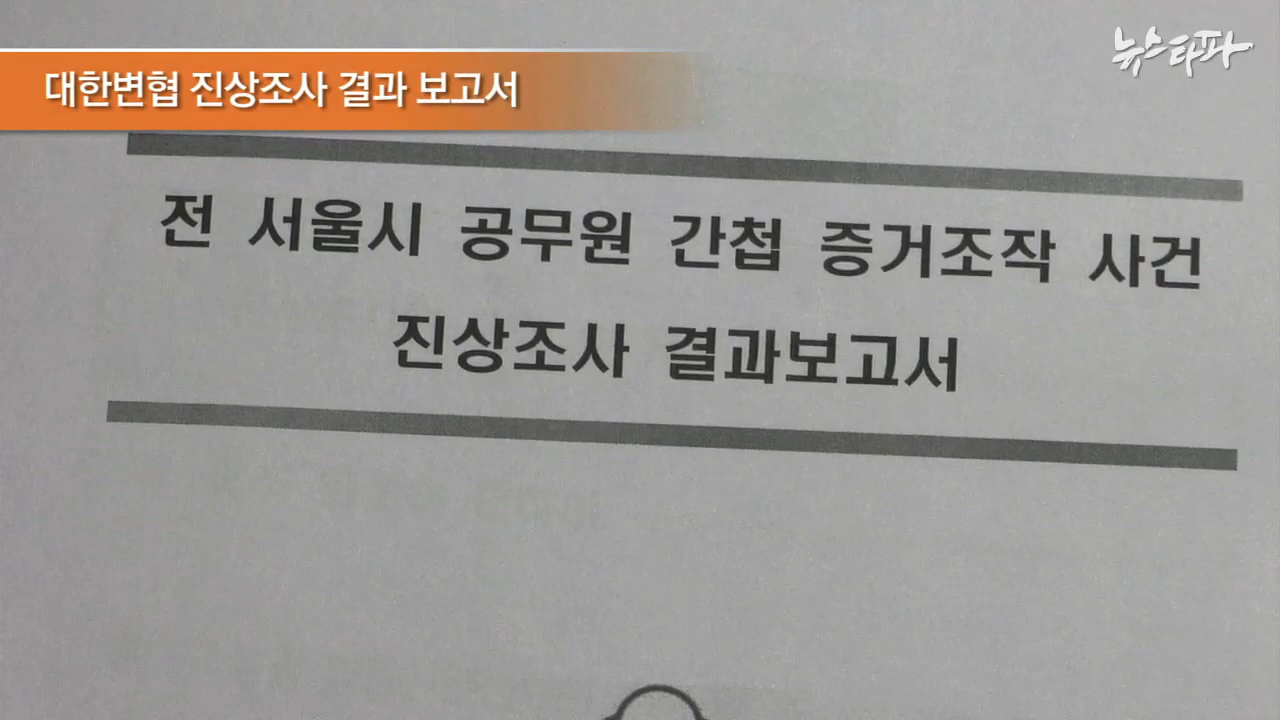 뉴스타파
대한변협 진상조사 결과 보고서
전 서울시 공무원 간첩 증거조작 사건
진상조사 결과보고서